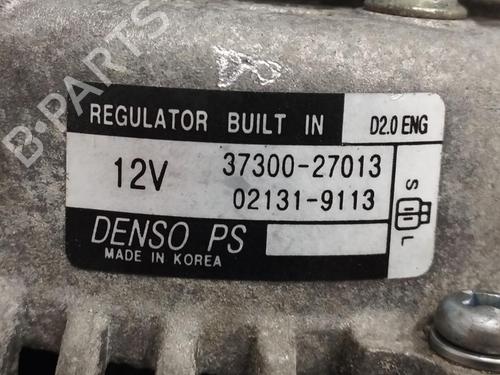 B-PARTS
REGULATOR BUILT IN
D2.0 ENG
12V
37300-27013
02131-9113
S
L
DENSO PS
MADE IN KOREA